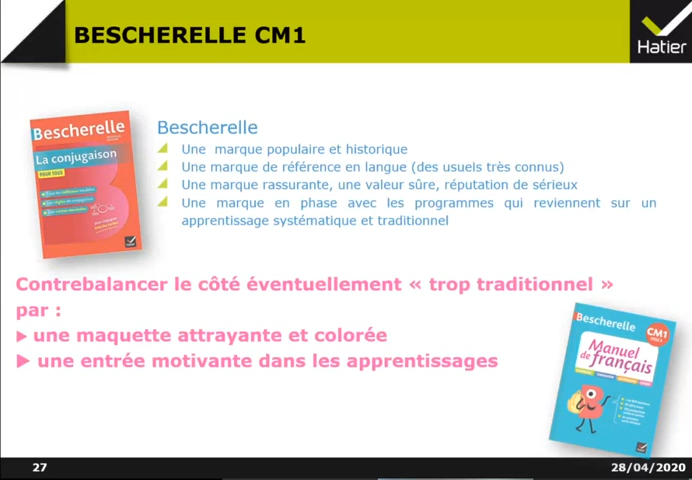 BESCHERELLE CM1
Hatier
Bescherelle
La conjugaison
POUR TOUS
Bescherelle
Une marque populaire et historique
Une marque de référence en langue (des usuels très connus)
Une marque rassurante, une valeur sûre, réputation de sérieux
Une marque en phase avec les programmes qui reviennent sur un
apprentissage systématique et traditionnel
Contrebalancer le côté éventuellement « trop traditionnel »
par :
une maquette attrayante et colorée
une entrée motivante dans les apprentissages
Bescherelle
CM1
Manuel
de français
27
28/04/2020